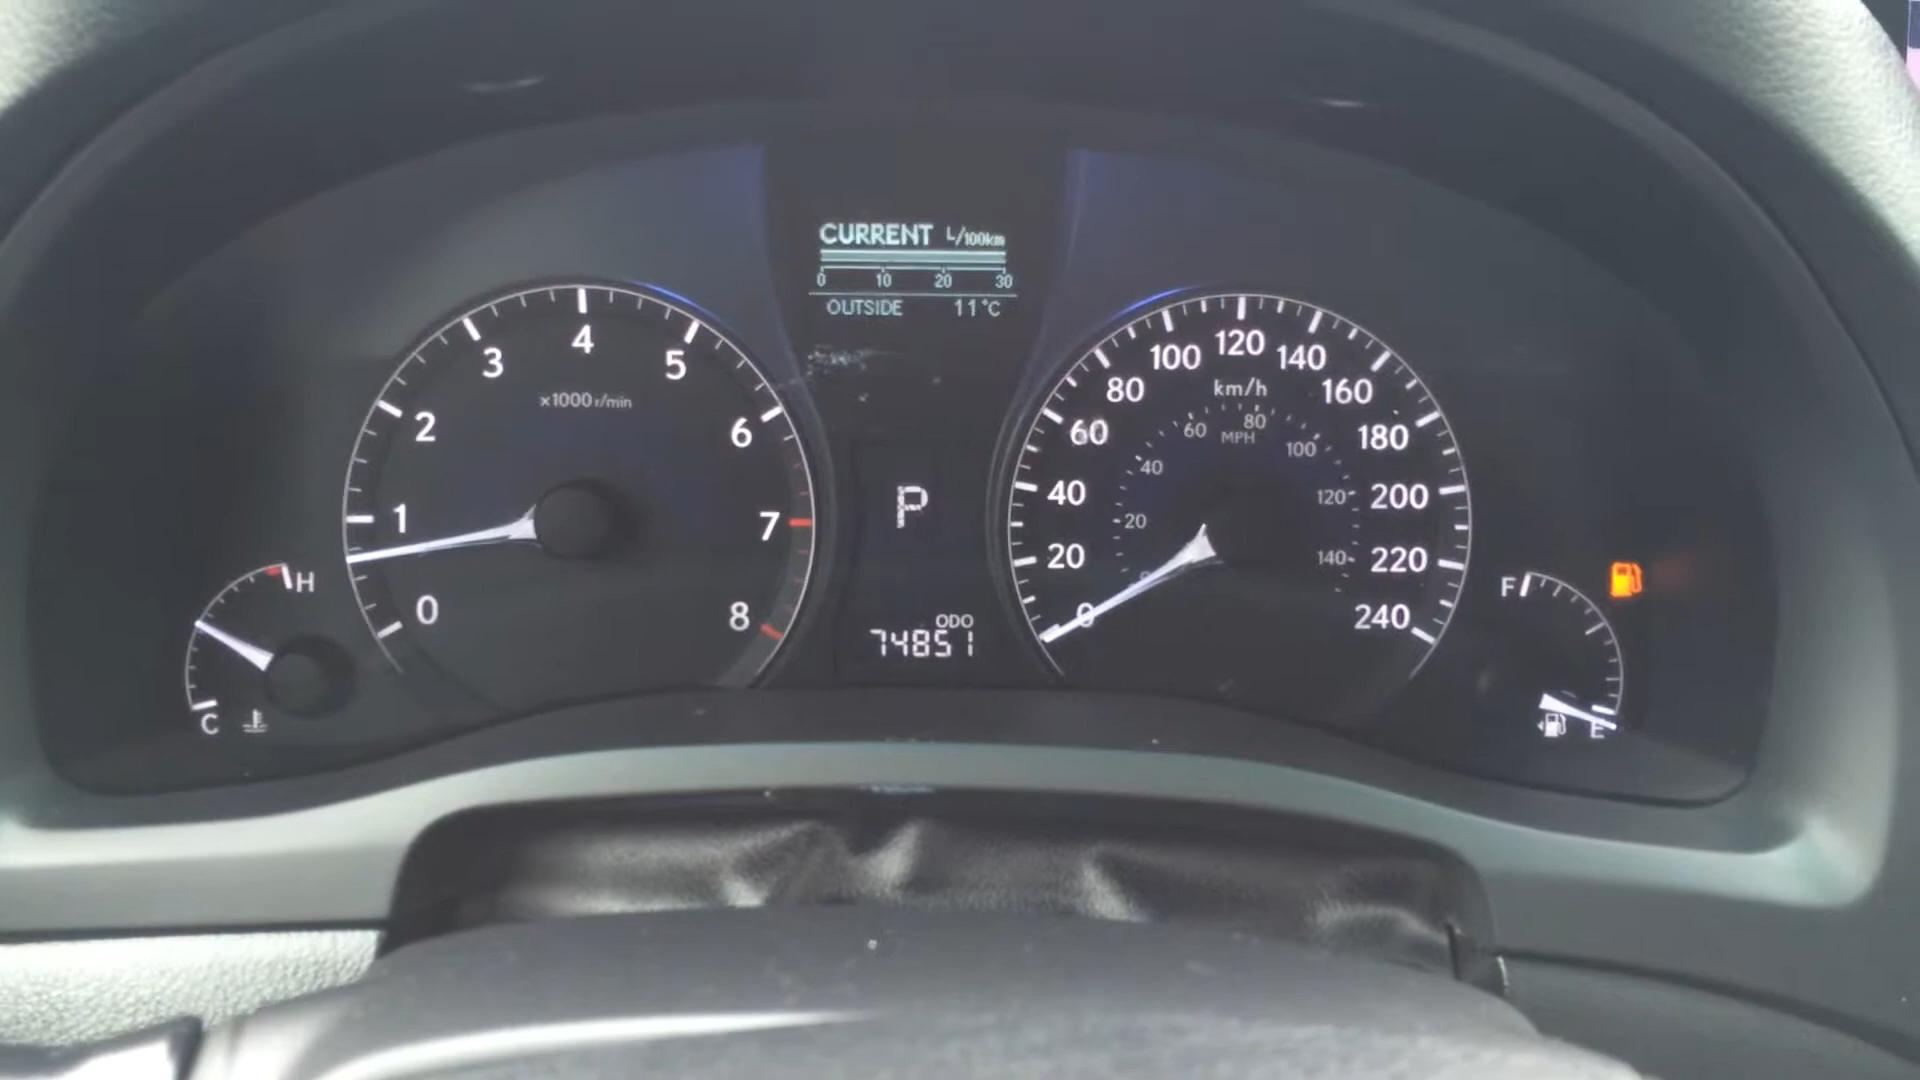 CURRENT L/100km
0 10 20 30
OUTSIDE 11°C
0 1 2 3 4 5 6 7 8
x1000 r/min
P
ODO
74851
0 20 40 60 80 100 120 140 160 180 200 220 240
km/h
20 40 60 80 100 120 140
MPH
H
C
F
E